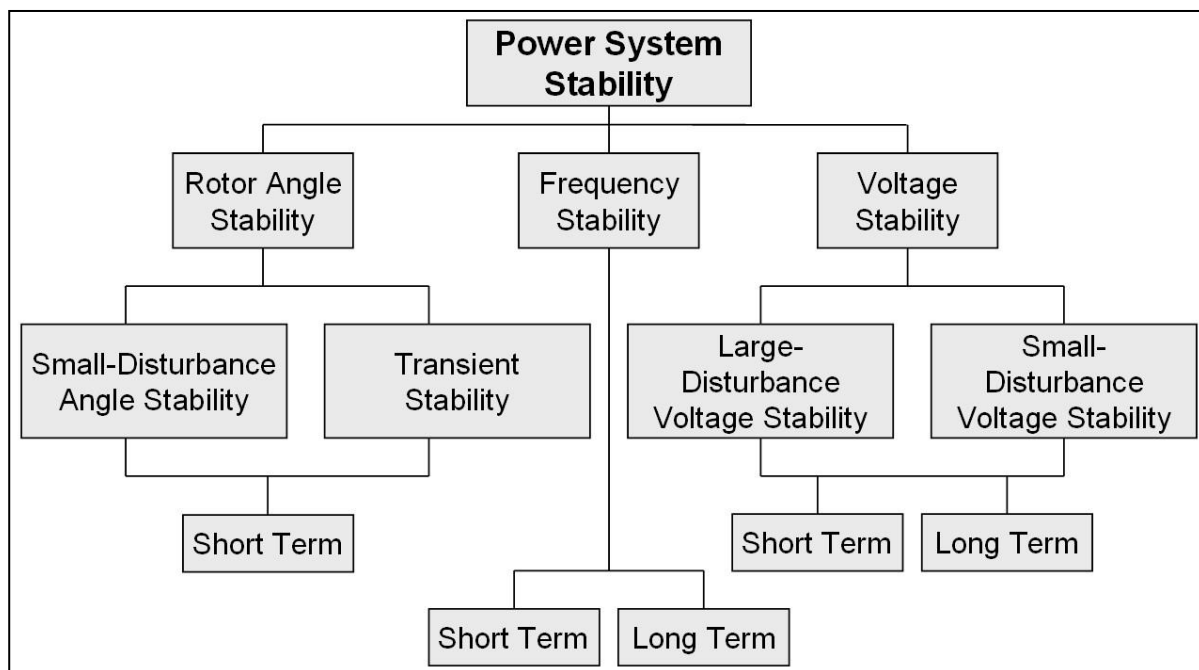 Power System
Stability
Rotor Angle
Stability
Frequency
Stability
Voltage
Stability
Small-Disturbance
Angle Stability
Transient
Stability
Large-
Disturbance
Voltage Stability
Small-
Disturbance
Voltage Stability
Short Term
Short Term
Long Term
Short Term
Long Term